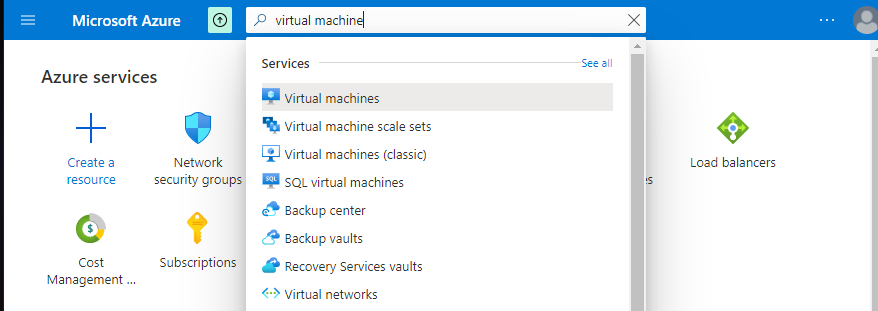 Microsoft Azure
virtual machine
...
Azure services
Create a
resource
Network
security groups
Load balancers
Cost
Management ...
Subscriptions
Services
See all
Virtual machines
Virtual machine scale sets
Virtual machines (classic)
SQL
SQL virtual machines
Backup center
Backup vaults
Recovery Services vaults
Virtual networks